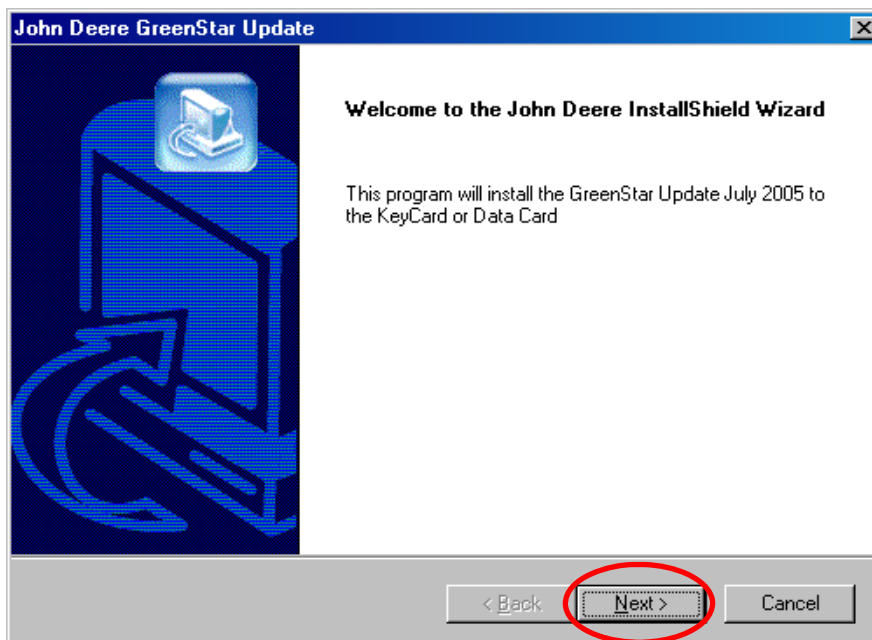 John Deere GreenStar Update
Welcome to the John Deere InstallShield Wizard
This program will install the GreenStar Update July 2005 to
the KeyCard or Data Card
< Back
Next >
Cancel